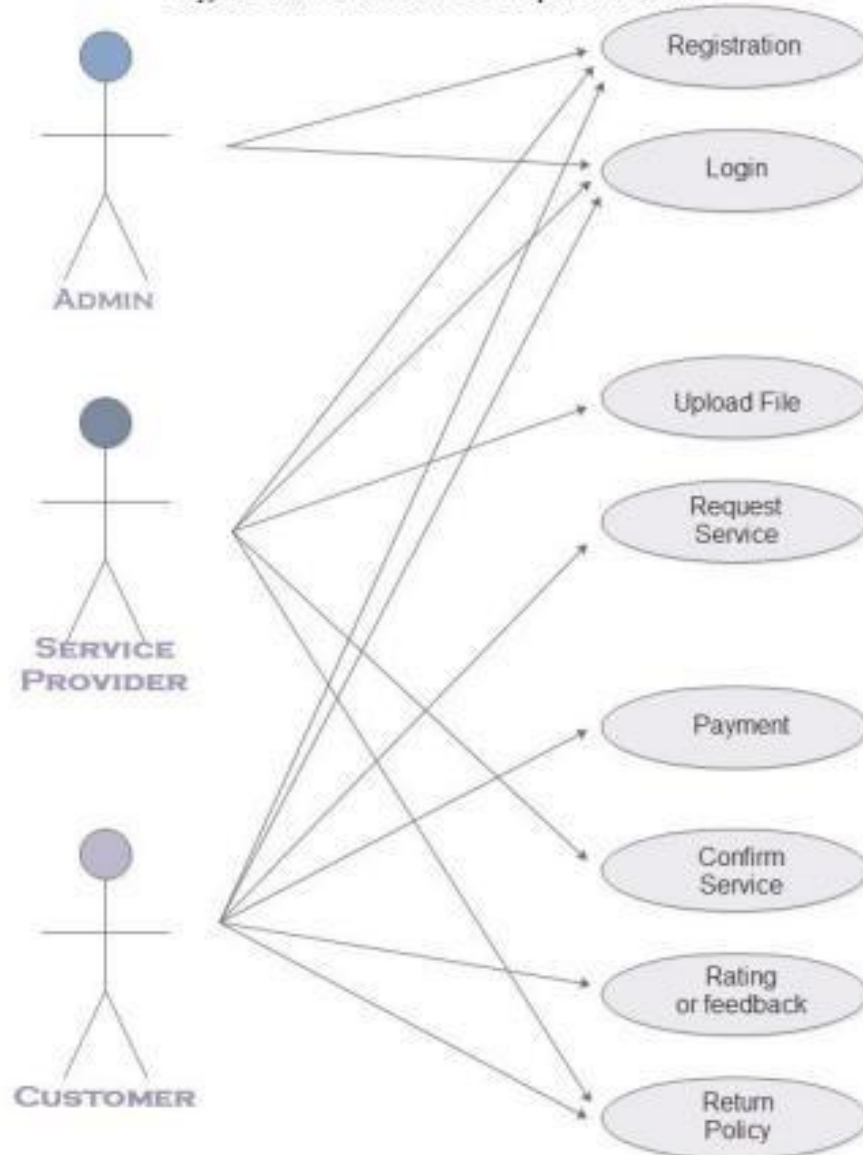 Registration
Login
ADMIN
Upload File
Request
Service
SERVICE
PROVIDER
Payment
Confirm
Service
Rating
or feedback
CUSTOMER
Return
Policy